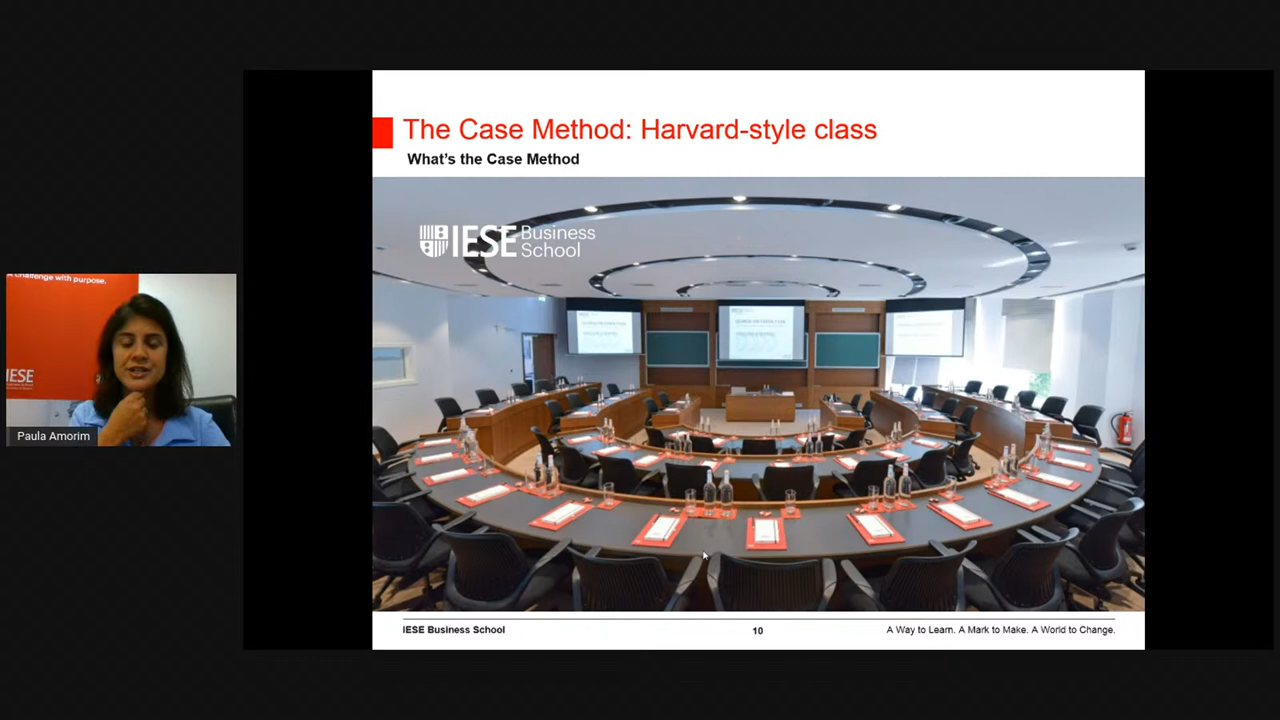 The Case Method: Harvard-style class
What's the Case Method
IESE Business
School
A challenge with purpose.
IESE
Paula Amorim
IESE Business School
10
A Way to Learn. A Mark to Make. A World to Change.